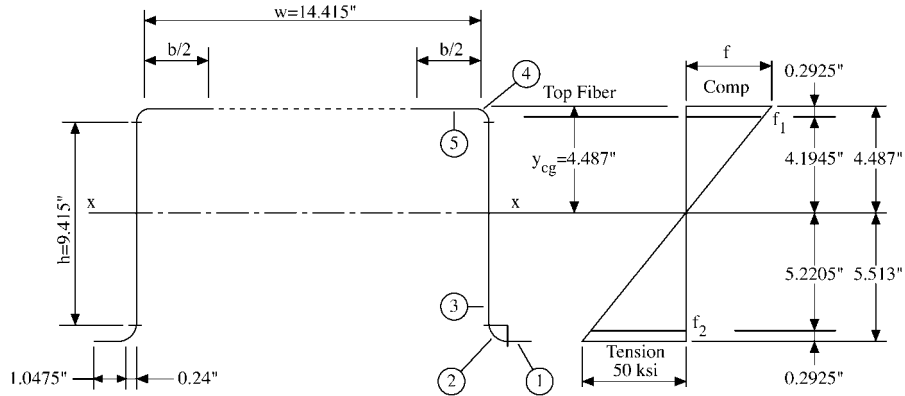 w=14.415"
b/2
b/2
4
5
Top Fiber
f
Comp
0.2925"
f1
ycg=4.487"
4.1945"
4.487"
h=9.415"
x
x
3
5.2205"
5.513"
f2
Tension
50 ksi
0.2925"
1.0475"
0.24"
2
1